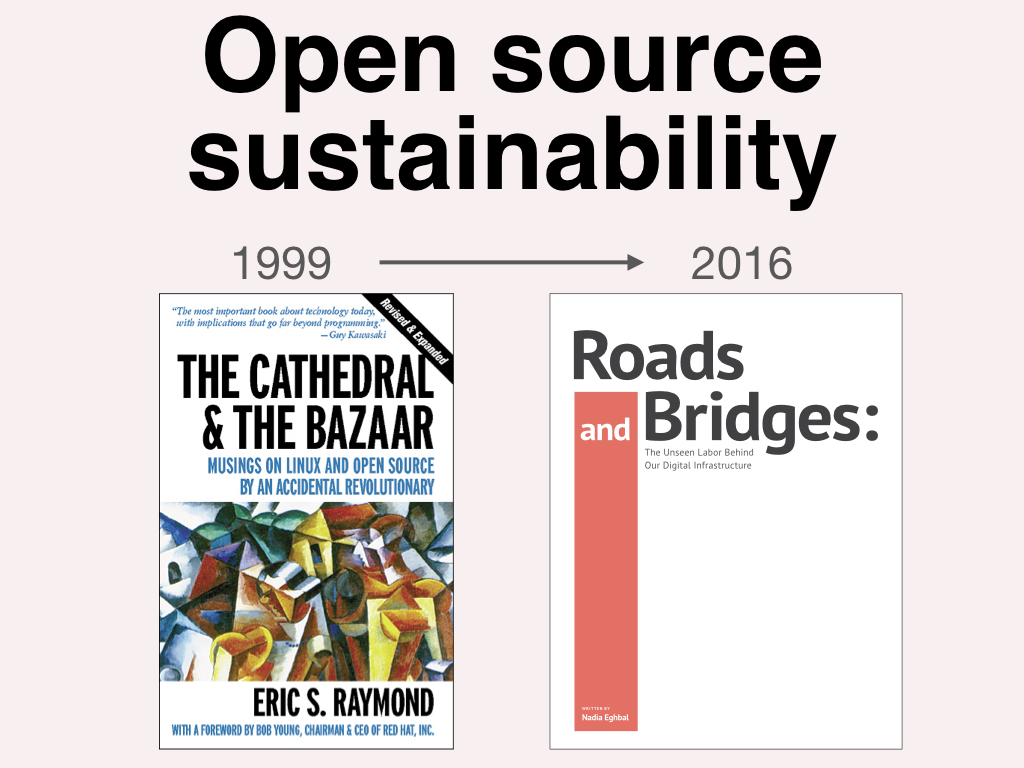 Open source
sustainability
1999
2016
“The most important book about technology today,
with implications that go far beyond programming.”
—Guy Kawasaki
Revised & Expanded
THE CATHEDRAL
& THE BAZAAR
MUSINGS ON LINUX AND OPEN SOURCE
BY AN ACCIDENTAL REVOLUTIONARY
ERIC S. RAYMOND
WITH A FOREWORD BY BOB YOUNG, CHAIRMAN & CEO OF RED HAT, INC.
Roads
and Bridges:
The Unseen Labor Behind
Our Digital Infrastructure
WRITTEN BY
Nadia Eghbal